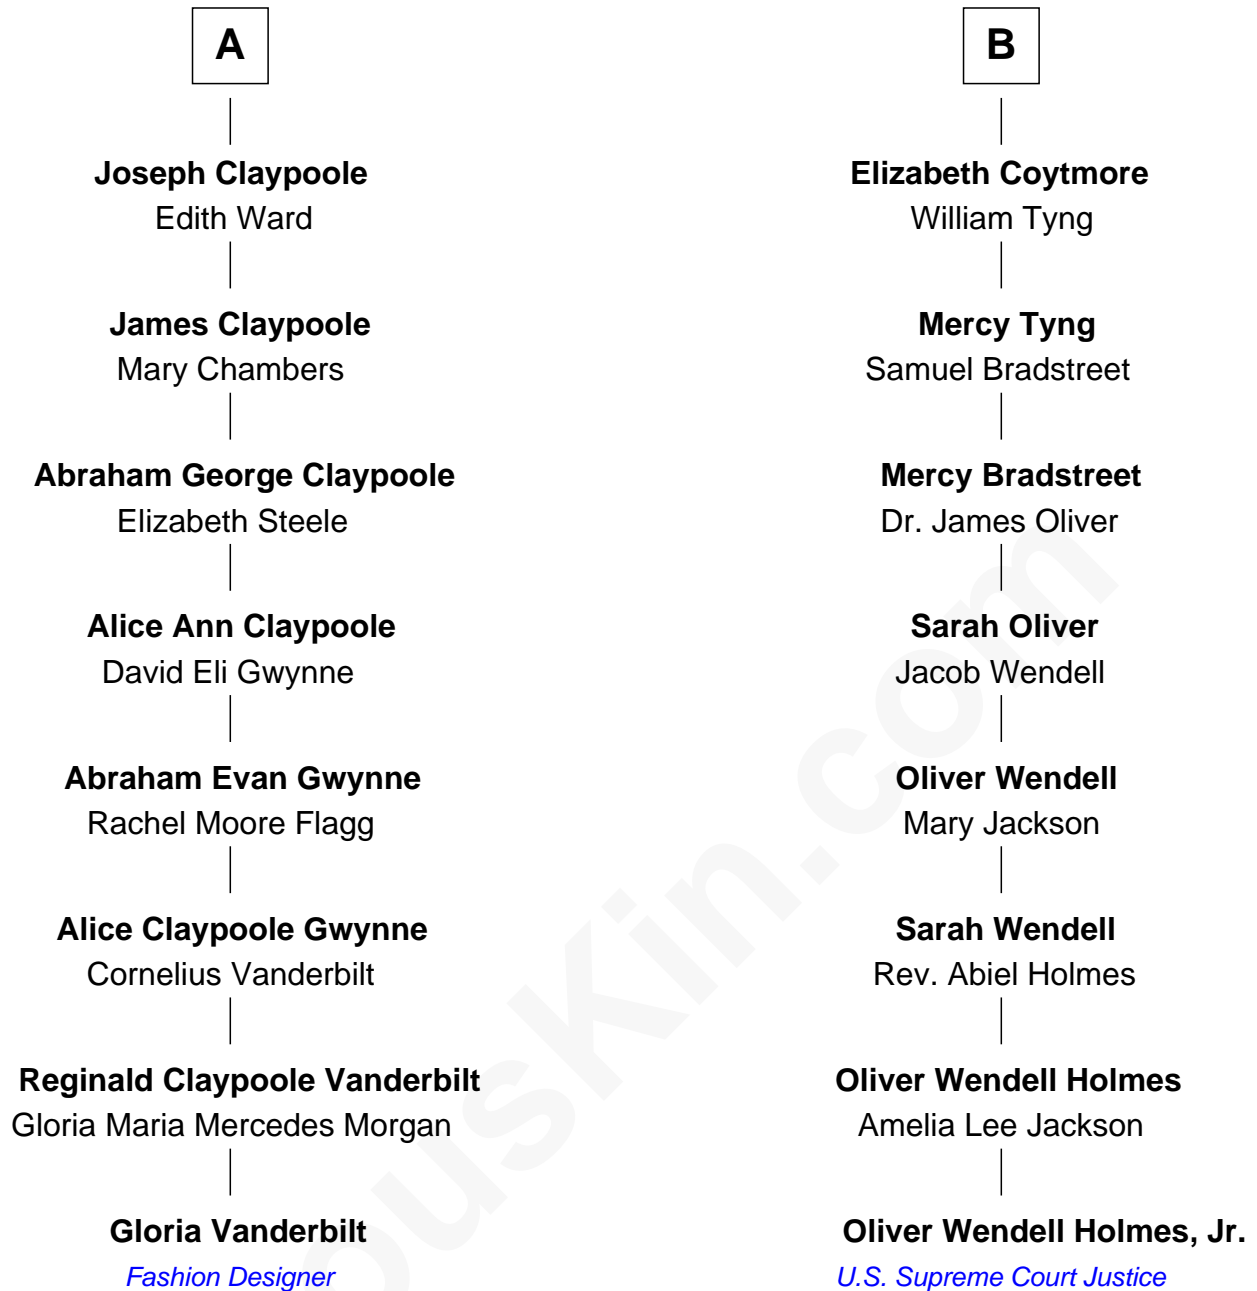 A
Joseph Claypoole
Edith Ward
James Claypoole
Mary Chambers
Abraham George Claypoole
Elizabeth Steele
Alice Ann Claypoole
David Eli Gwynne
Abraham Evan Gwynne
Rachel Moore Flagg
Alice Claypoole Gwynne
Cornelius Vanderbilt
Reginald Claypoole Vanderbilt
Gloria Maria Mercedes Morgan
Gloria Vanderbilt
Fashion Designer
B
Elizabeth Coytmore
William Tyng
Mercy Tyng
Samuel Bradstreet
Mercy Bradstreet
Dr. James Oliver
Sarah Oliver
Jacob Wendell
Oliver Wendell
Mary Jackson
Sarah Wendell
Rev. Abiel Holmes
Oliver Wendell Holmes
Amelia Lee Jackson
Oliver Wendell Holmes, Jr.
U.S. Supreme Court Justice
ousKin.com